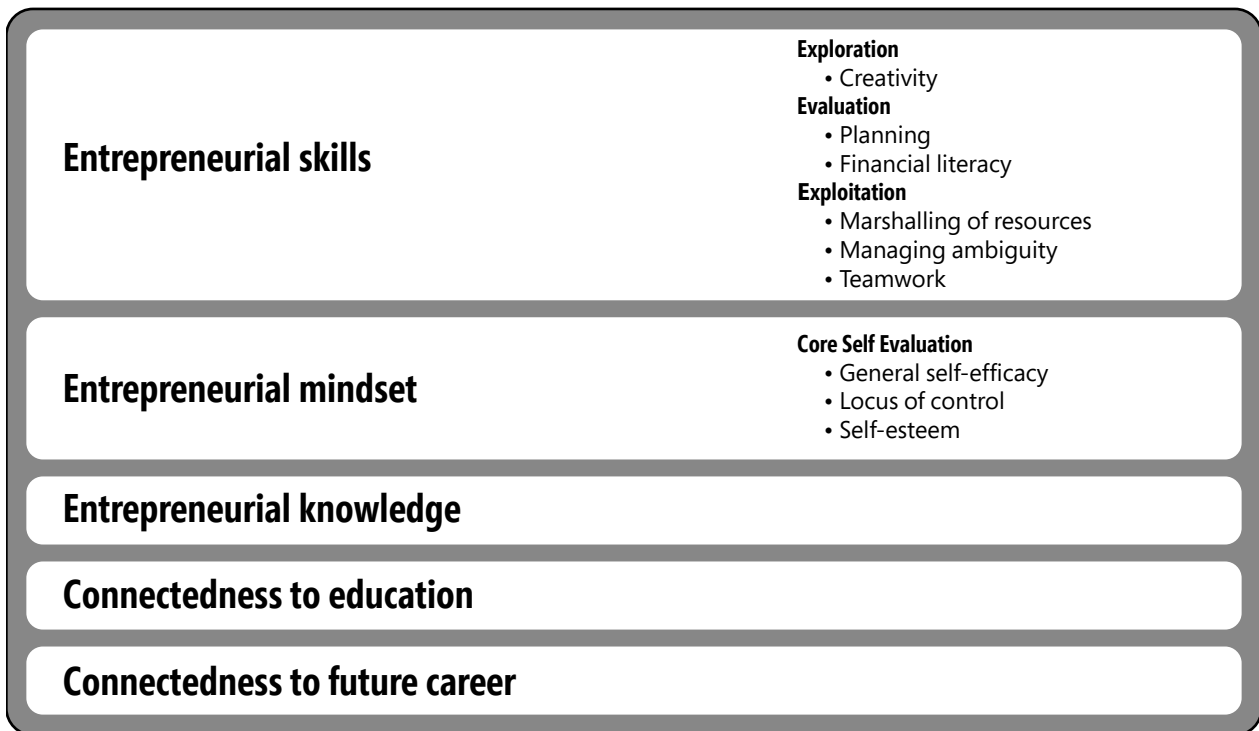 Entrepreneurial skills
Exploration
• Creativity
Evaluation
• Planning
• Financial literacy
Exploitation
• Marshalling of resources
• Managing ambiguity
• Teamwork
Entrepreneurial mindset
Core Self Evaluation
• General self-efficacy
• Locus of control
• Self-esteem
Entrepreneurial knowledge
Connectedness to education
Connectedness to future career